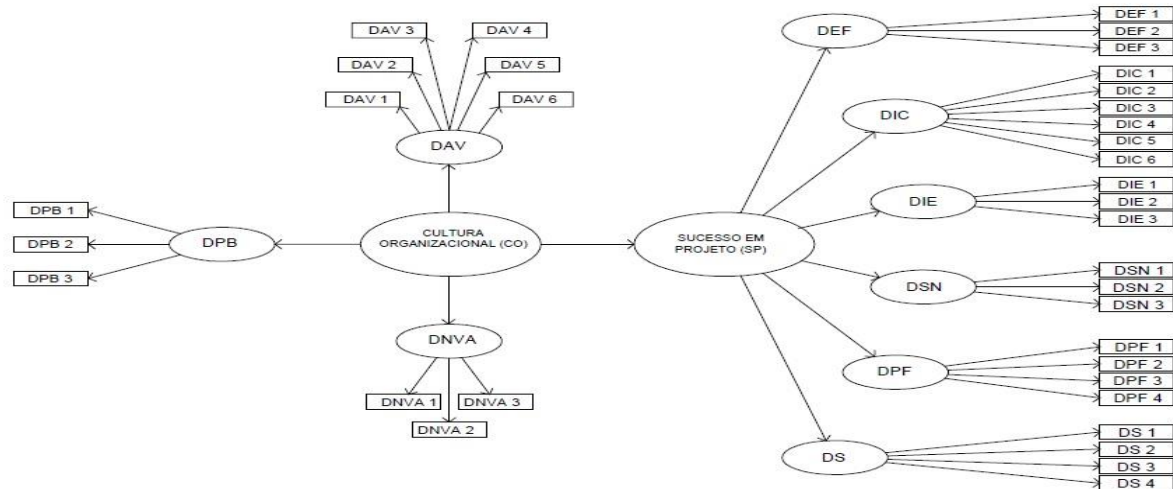 DAV 3
DAV 4
DAV 2
DAV 5
DAV 1
DAV 6
DAV
DPB 1
DPB 2
DPB 3
DPB
CULTURA
ORGANIZACIONAL (CO)
DNVA
DNVA 1
DNVA 3
DNVA 2
SUCESSO EM
PROJETO (SP)
DEF
DEF 1
DEF 2
DEF 3
DIC
DIC 1
DIC 2
DIC 3
DIC 4
DIC 5
DIC 6
DIE
DIE 1
DIE 2
DIE 3
DSN
DSN 1
DSN 2
DSN 3
DPF
DPF 1
DPF 2
DPF 3
DPF 4
DS
DS 1
DS 2
DS 3
DS 4